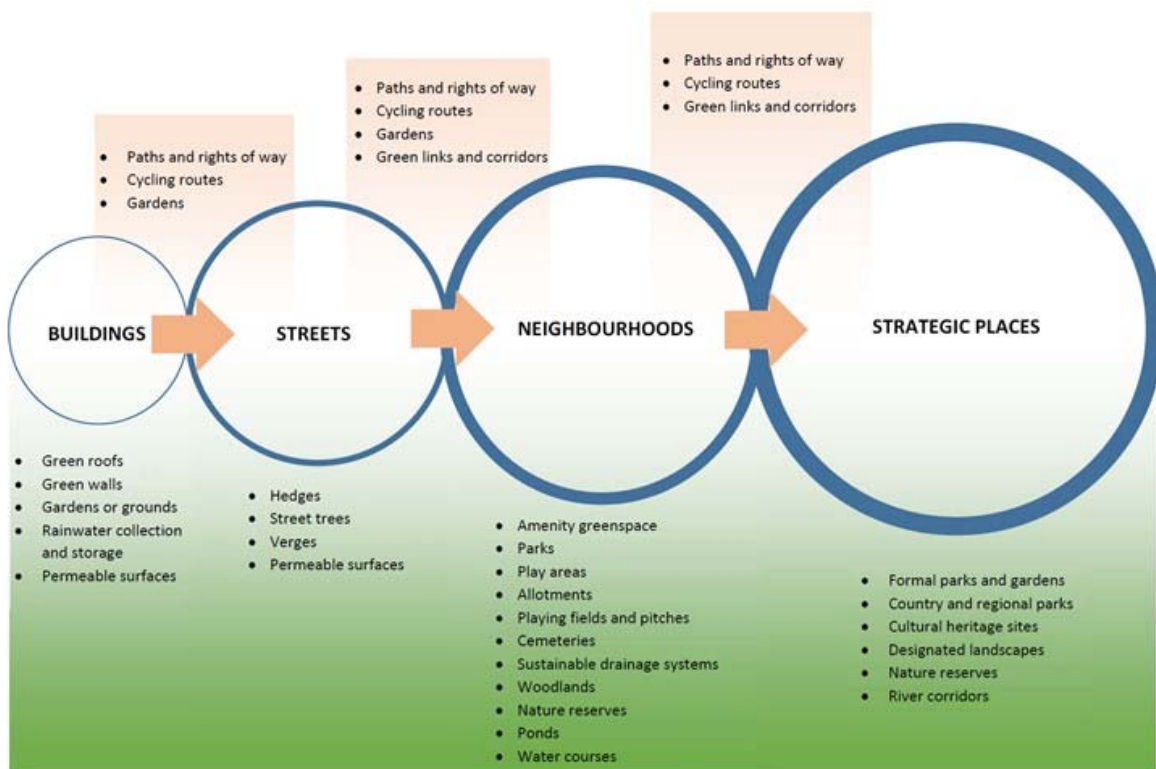 • Paths and rights of way
• Cycling routes
• Gardens
• Paths and rights of way
• Cycling routes
• Gardens
• Green links and corridors
• Paths and rights of way
• Cycling routes
• Green links and corridors
BUILDINGS
STREETS
NEIGHBOURHOODS
STRATEGIC PLACES
• Green roofs
• Green walls
• Gardens or grounds
• Rainwater collection
and storage
• Permeable surfaces
• Hedges
• Street trees
• Verges
• Permeable surfaces
• Amenity greenspace
• Parks
• Play areas
• Allotments
• Playing fields and pitches
• Cemeteries
• Sustainable drainage systems
• Woodlands
• Nature reserves
• Ponds
• Water courses
• Formal parks and gardens
• Country and regional parks
• Cultural heritage sites
• Designated landscapes
• Nature reserves
• River corridors